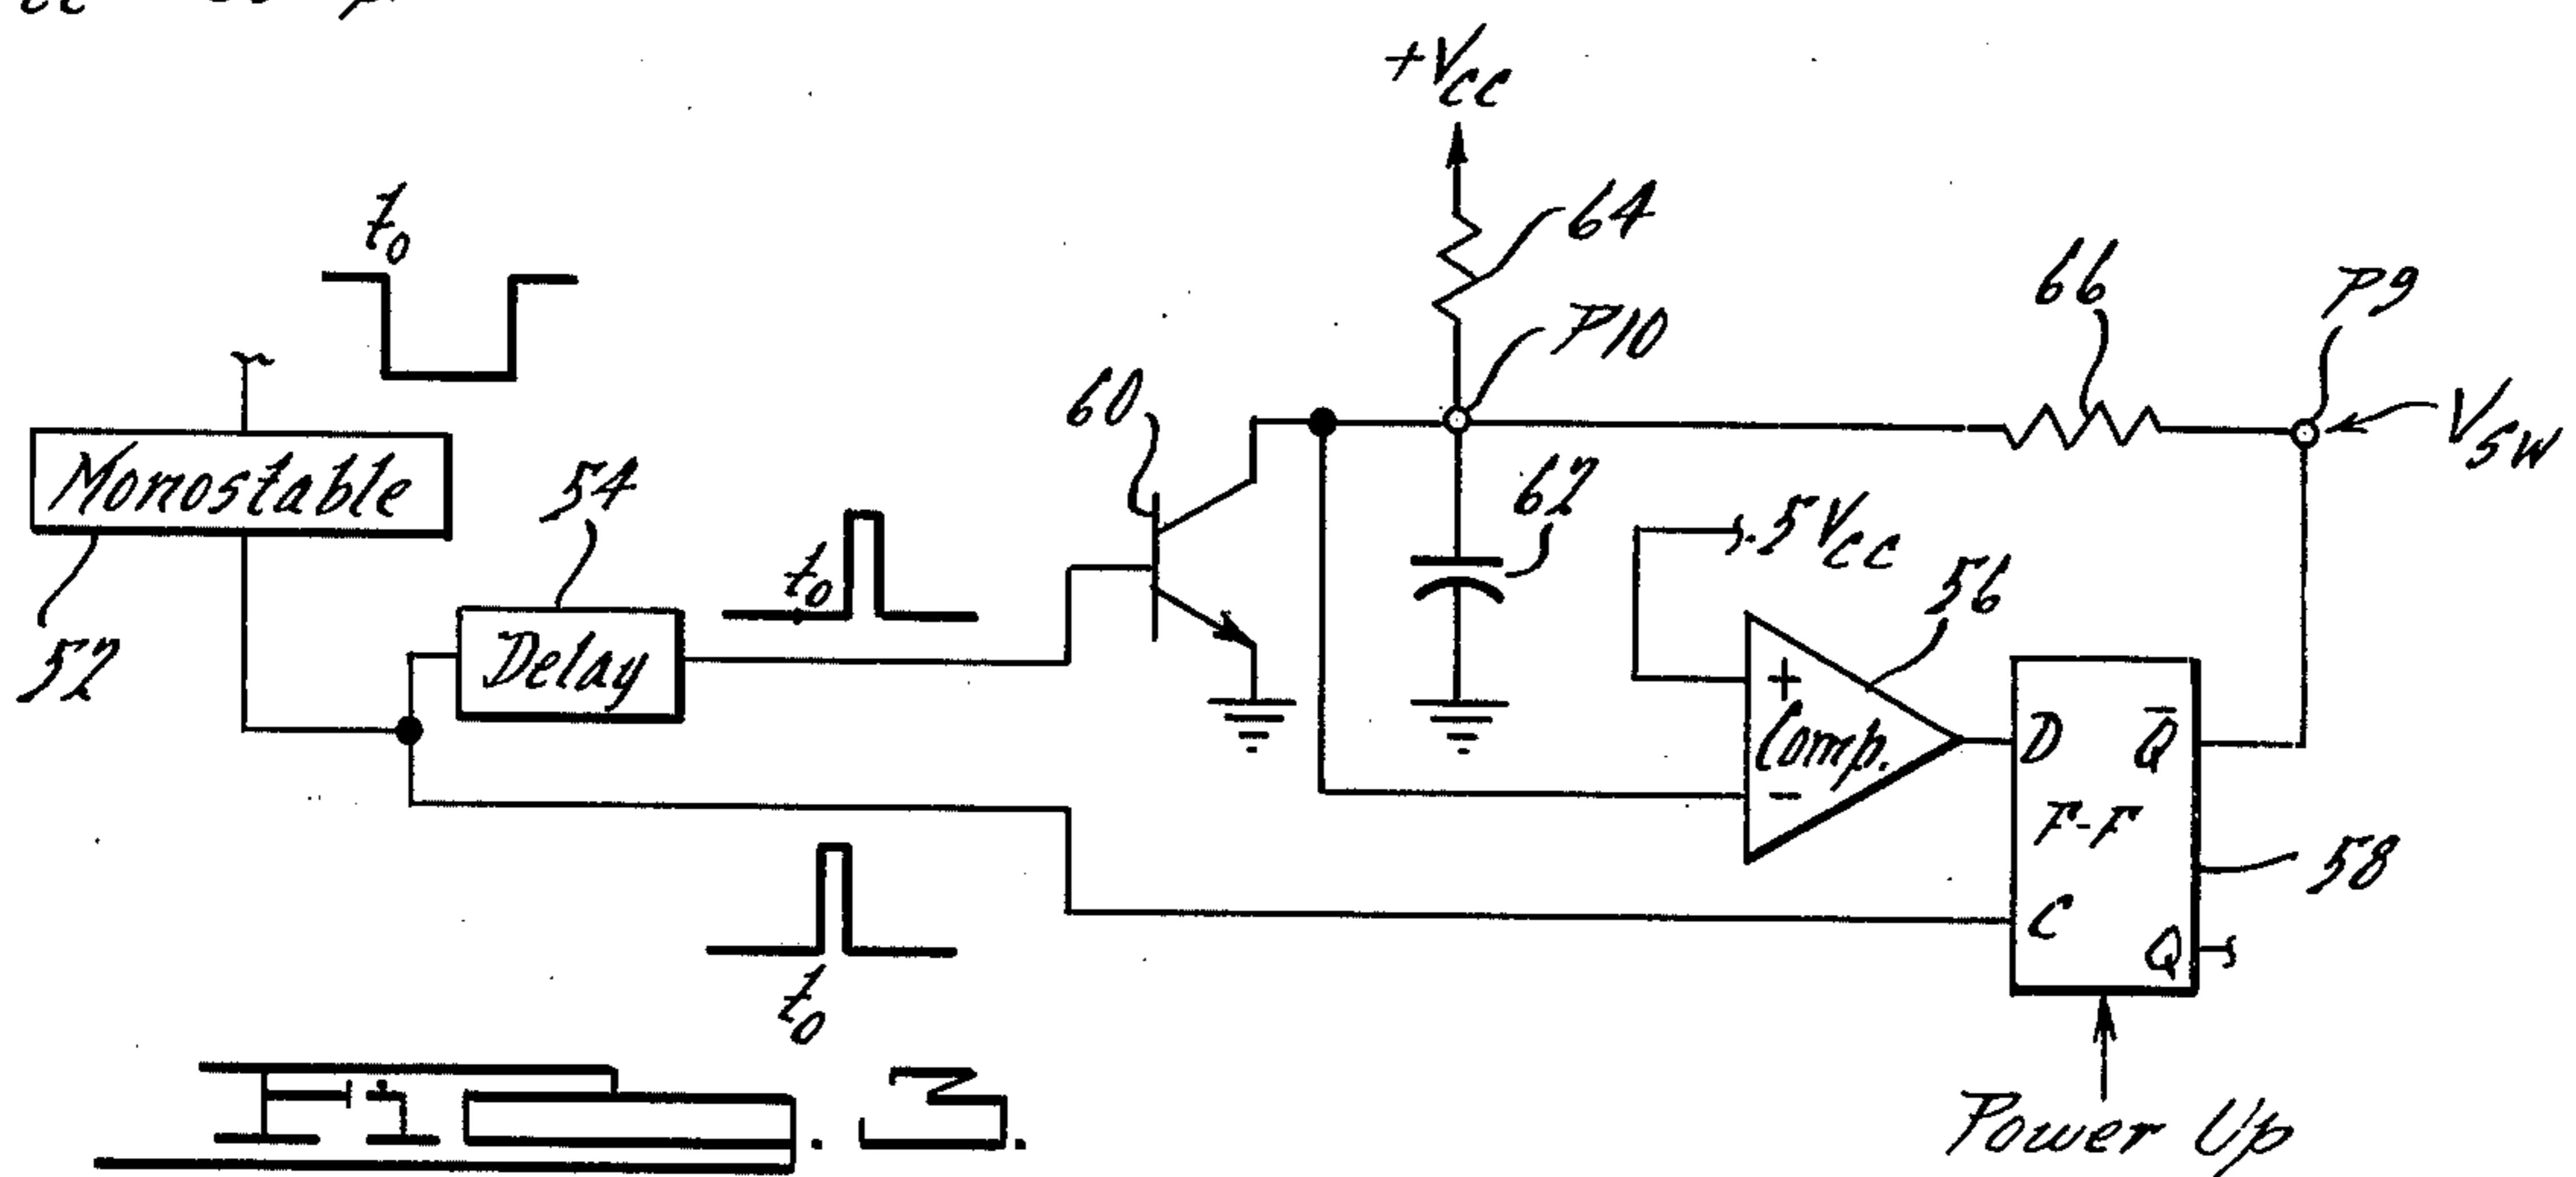 +Vcc
t0
64
66
P9
P10
60
Vsw
Monostable
54
62
.5Vcc
t0
56
52
Delay
+
Comp.
-
D
Q̅
F-F
58
C
Q
t0
Fig. 3.
Power Up